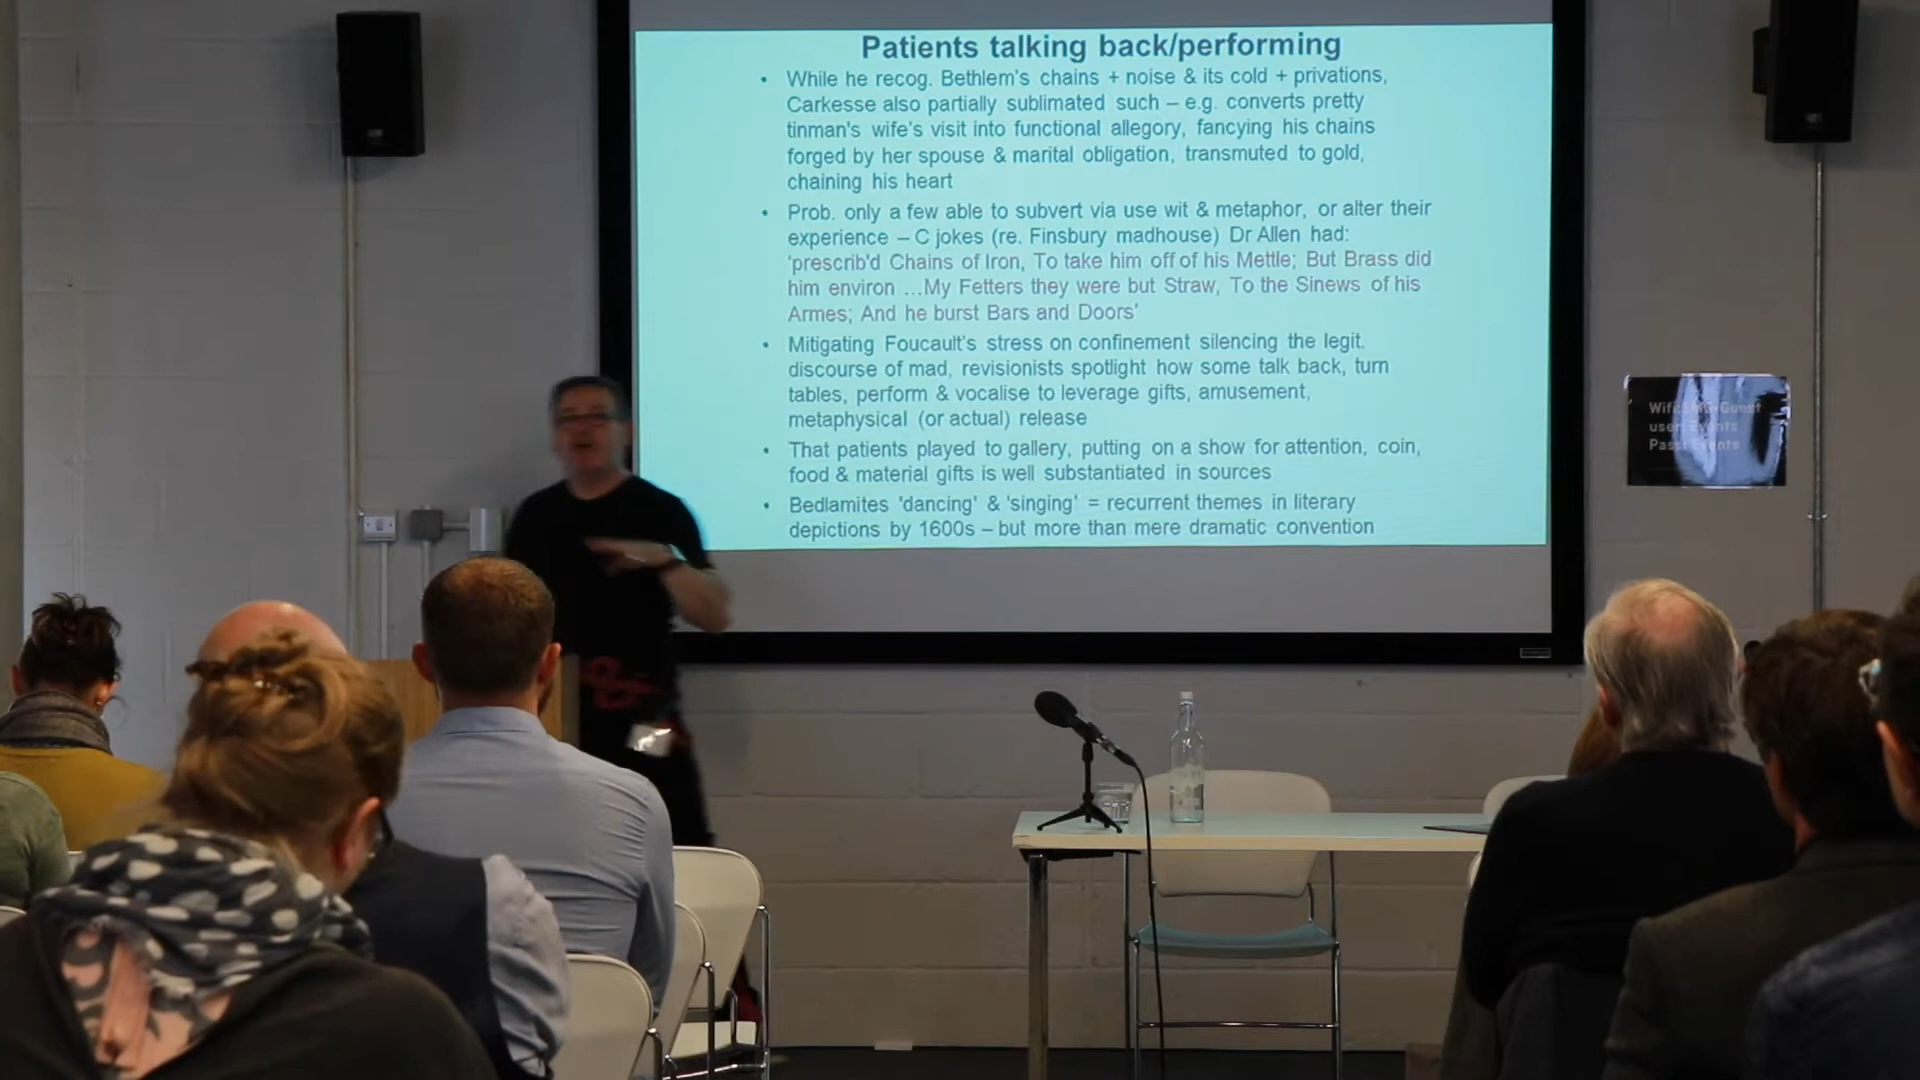 Patients talking back/performing
• While he recog. Bethlem's chains + noise & its cold + privations,
Carkesse also partially sublimated such – e.g. converts pretty
tinman's wife's visit into functional allegory, fancying his chains
forged by her spouse & marital obligation, transmuted to gold,
chaining his heart
• Prob. only a few able to subvert via use wit & metaphor, or alter their
experience – C jokes (re. Finsbury madhouse) Dr Allen had:
'prescrib'd Chains of Iron, To take him off of his Mettle; But Brass did
him environ ...My Fetters they were but Straw, To the Sinews of his
Armes; And he burst Bars and Doors'
• Mitigating Foucault's stress on confinement silencing the legit.
discourse of mad, revisionists spotlight how some talk back, turn
tables, perform & vocalise to leverage gifts, amusement,
metaphysical (or actual) release
• That patients played to gallery, putting on a show for attention, coin,
food & material gifts is well substantiated in sources
• Bedlamites 'dancing' & 'singing' = recurrent themes in literary
depictions by 1600s – but more than mere dramatic convention
Guest
Events
Events